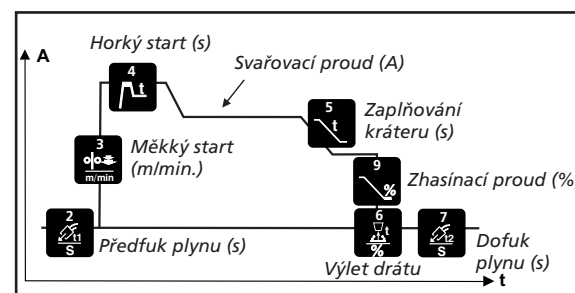 A
Horký start (s)
4
t
Svařovací proud (A)
5
t
Zaplňování
kráteru (s)
3
m/min
Měkký start
(m/min.)
9
%
Zhasínací proud (%
2
t1
S
Předfuk plynu (s)
6
t
%
Výlet drátu
7
t2
S
Dofuk
plynu (s)
t